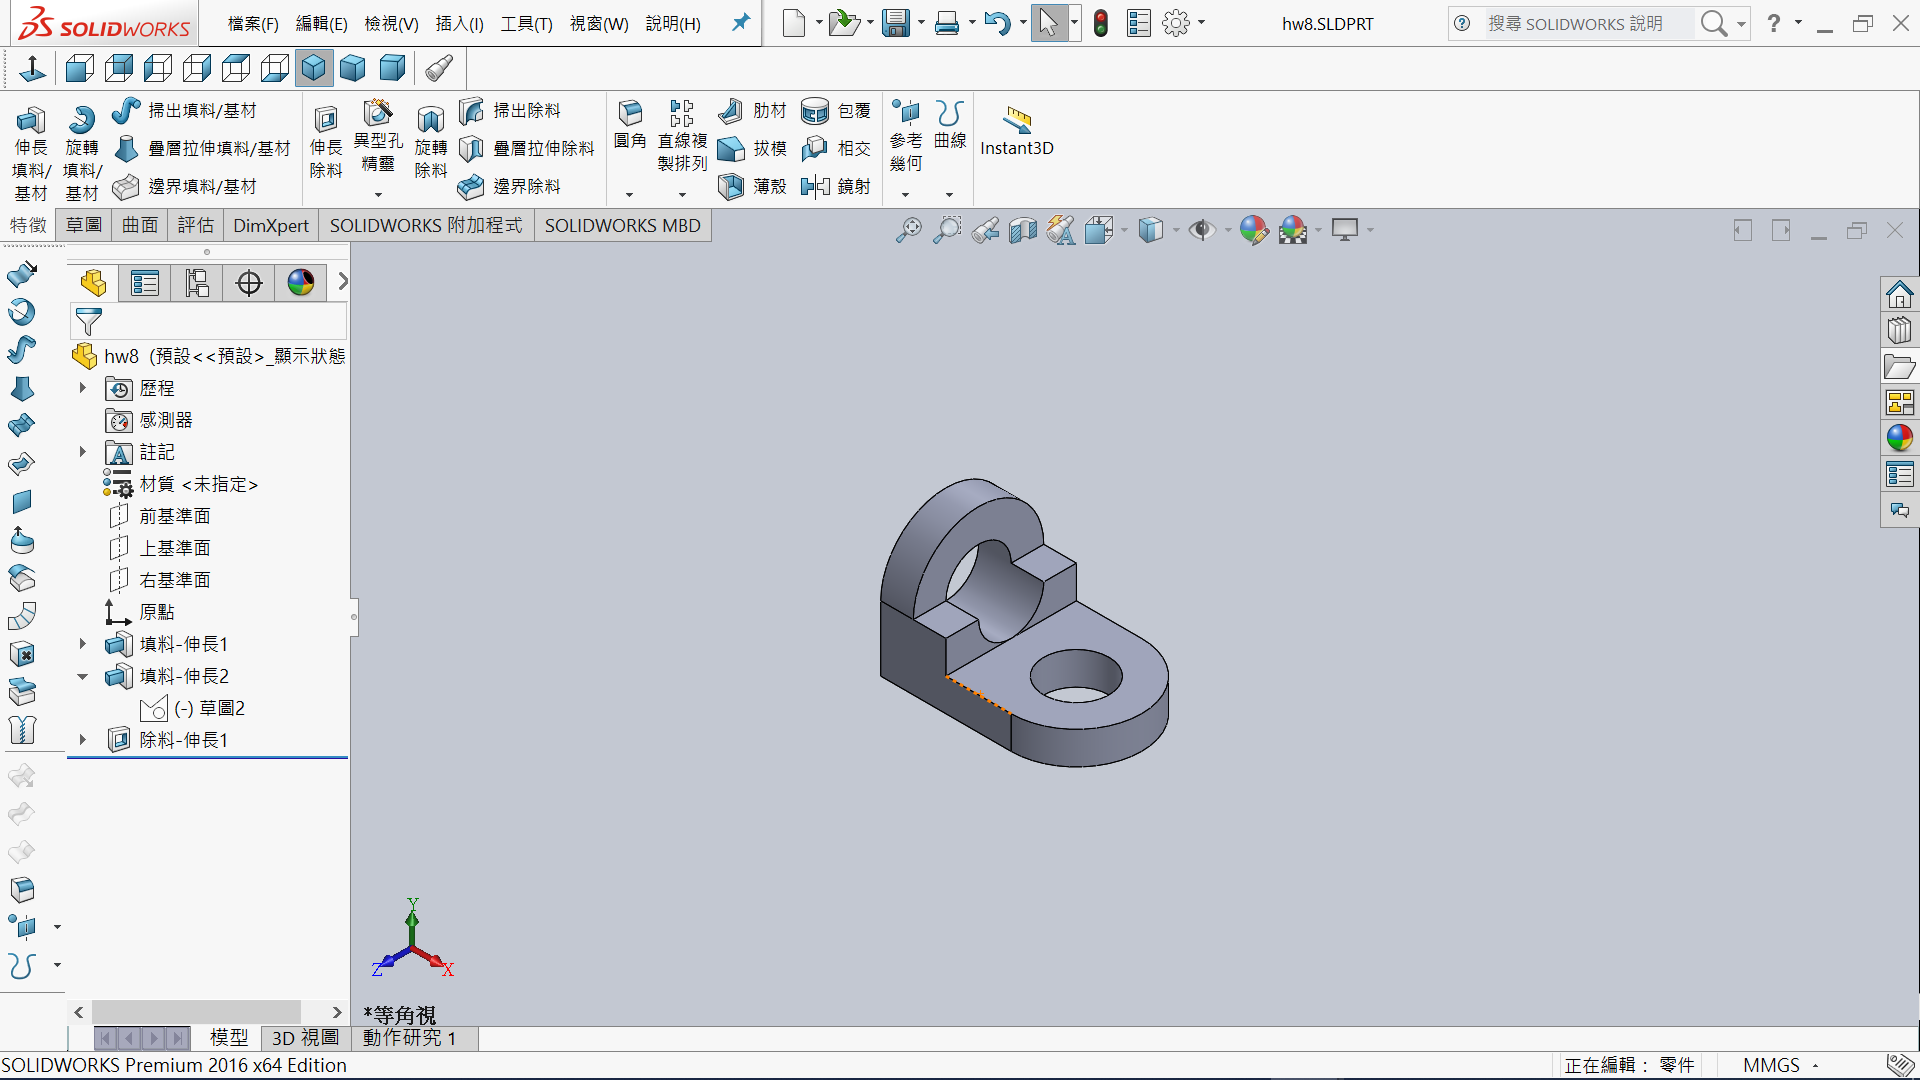 SOLIDWORKS
檔案(F) 編輯(E) 檢視(V) 插入(I) 工具(T) 視窗(W) 說明(H)
hw8.SLDPRT
搜尋 SOLIDWORKS 說明
伸長填料/基材
旋轉填料/基材
掃出填料/基材
疊層拉伸填料/基材
邊界填料/基材
伸長除料
異型孔精靈
旋轉除料
掃出除料
疊層拉伸除料
邊界除料
圓角
直線複製排列
肋材
拔模
薄殼
包覆
相交
鏡射
參考幾何
曲線
Instant3D
特徵 草圖 曲面 評估 DimXpert SOLIDWORKS 附加程式 SOLIDWORKS MBD
hw8 (預設<<預設>_顯示狀態
歷程
感測器
註記
材質 <未指定>
前基準面
上基準面
右基準面
原點
填料-伸長1
填料-伸長2
(-) 草圖2
除料-伸長1
Y
Z
X
*等角視
模型 3D 視圖 動作研究 1
SOLIDWORKS Premium 2016 x64 Edition
正在編輯： 零件
MMGS